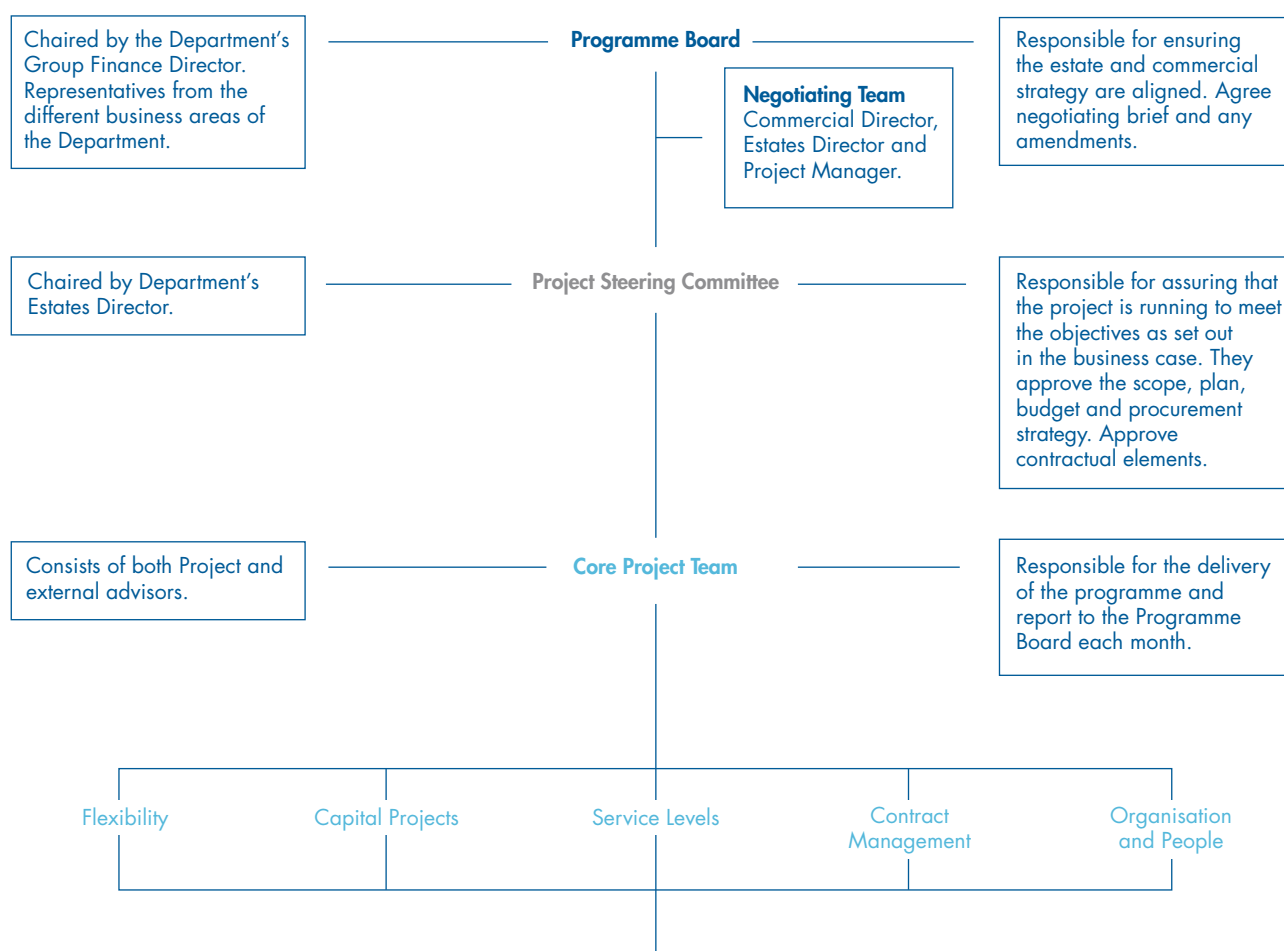 Chaired by the Department’s
Group Finance Director.
Representatives from the
different business areas of
the Department.
Programme Board
Negotiating Team
Commercial Director,
Estates Director and
Project Manager.
Responsible for ensuring
the estate and commercial
strategy are aligned. Agree
negotiating brief and any
amendments.
Chaired by Department’s
Estates Director.
Project Steering Committee
Responsible for assuring that
the project is running to meet
the objectives as set out
in the business case. They
approve the scope, plan,
budget and procurement
strategy. Approve
contractual elements.
Consists of both Project and
external advisors.
Core Project Team
Responsible for the delivery
of the programme and
report to the Programme
Board each month.
Flexibility
Capital Projects
Service Levels
Contract
Management
Organisation
and People